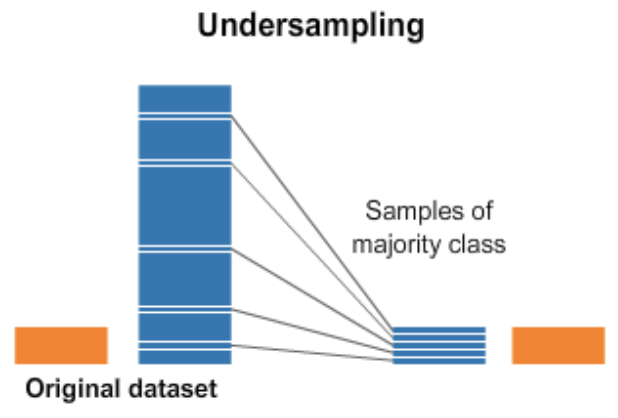 Undersampling
Samples of
majority class
Original dataset